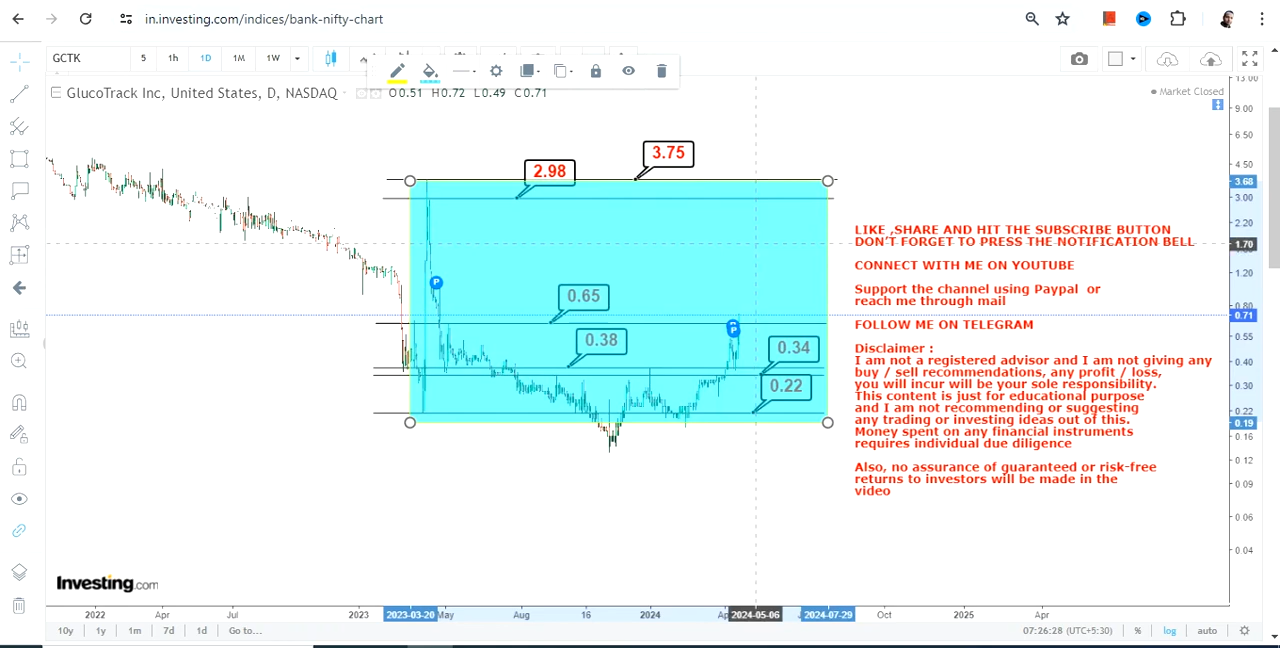 in.investing.com/indices/bank-nifty-chart
GCTK 5 1h 1D 1M 1W
GlucoTrack Inc, United States, D, NASDAQ O0.51 H0.72 L0.49 C0.71
Market Closed
13.00
9.00
6.50
4.50
3.68
3.00
2.20
1.70
1.20
0.80
0.71
0.55
0.40
0.30
0.22
0.19
0.16
0.12
0.09
0.06
0.04
3.75
2.98
0.65
0.38
0.34
0.22
P
P
LIKE ,SHARE AND HIT THE SUBSCRIBE BUTTON
DON'T FORGET TO PRESS THE NOTIFICATION BELL
CONNECT WITH ME ON YOUTUBE
Support the channel using Paypal or
reach me through mail
FOLLOW ME ON TELEGRAM
Disclaimer :
I am not a registered advisor and I am not giving any
buy / sell recommendations, any profit / loss,
you will incur will be your sole responsibility.
This content is just for educational purpose
and I am not recommending or suggesting
any trading or investing ideas out of this.
Money spent on any financial instruments
requires individual due diligence
Also, no assurance of guaranteed or risk-free
returns to investors will be made in the
video
Investing.com
2022 Apr Jul 2023 2023-03-20 May Aug 16 2024 2024-05-06 2024-07-29 Oct 2025 Apr
10y 1y 1m 7d 1d Go to... 07:26:28 (UTC+5:30) % log auto